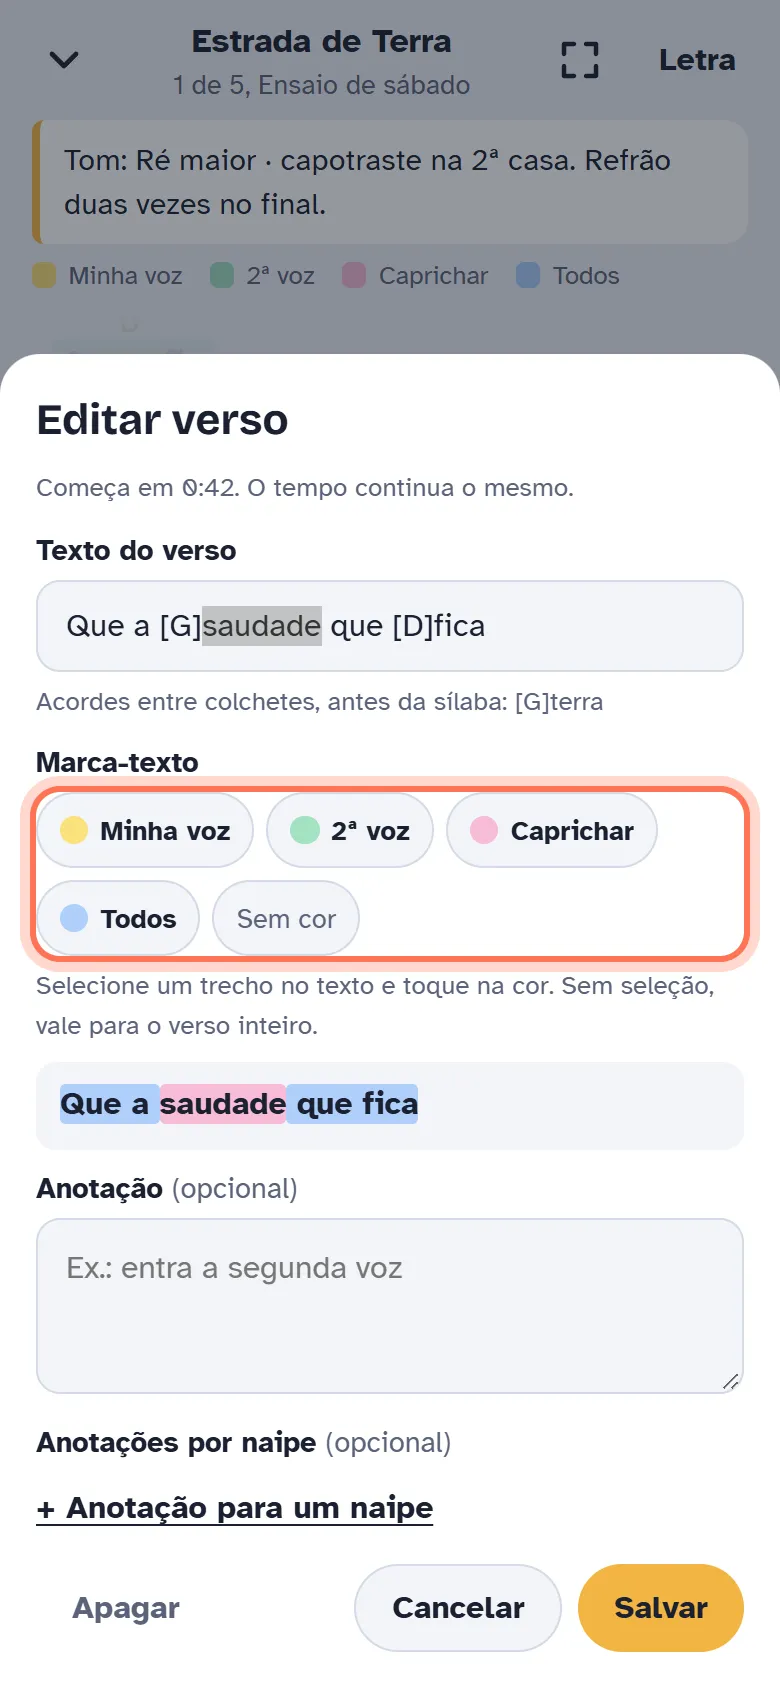 Estrada de Terra
1 de 5, Ensaio de sábado
Letra
Tom: Ré maior · capotraste na 2ª casa. Refrão
duas vezes no final.
Minha voz
2ª voz
Caprichar
Todos
Editar verso
Começa em 0:42. O tempo continua o mesmo.
Texto do verso
Que a [G]saudade que [D]fica
Acordes entre colchetes, antes da sílaba: [G]terra
Marca-texto
Minha voz
2ª voz
Caprichar
Todos
Sem cor
Selecione um trecho no texto e toque na cor. Sem seleção,
vale para o verso inteiro.
Que a saudade que fica
Anotação (opcional)
Ex.: entra a segunda voz
Anotações por naipe (opcional)
+ Anotação para um naipe
Apagar
Cancelar
Salvar